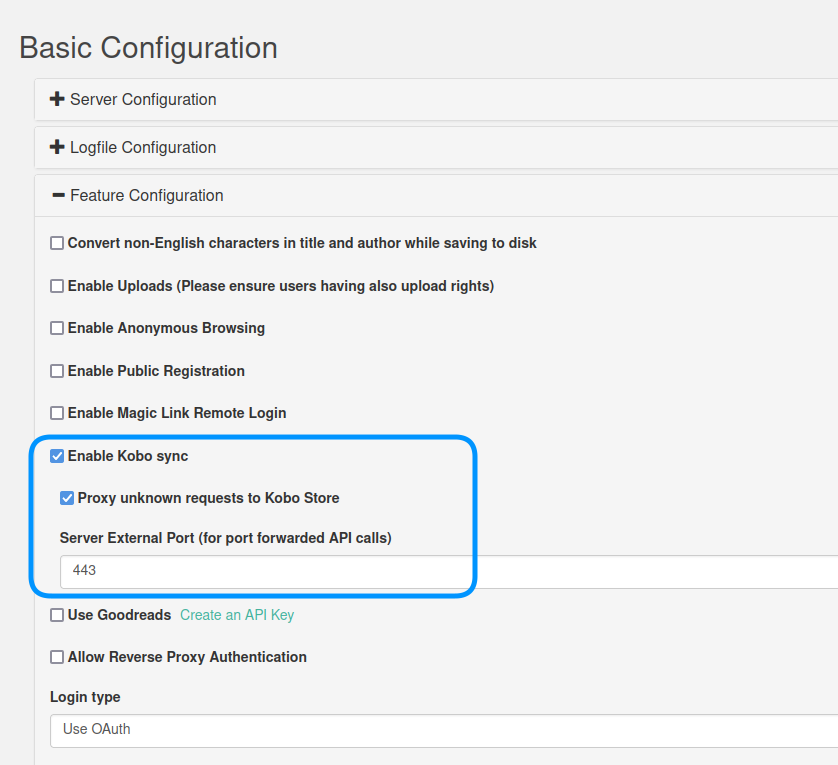 Basic Configuration
Server Configuration
Logfile Configuration
Feature Configuration
Convert non-English characters in title and author while saving to disk
Enable Uploads (Please ensure users having also upload rights)
Enable Anonymous Browsing
Enable Public Registration
Enable Magic Link Remote Login
Enable Kobo sync
Proxy unknown requests to Kobo Store
Server External Port (for port forwarded API calls)
443
Use Goodreads Create an API Key
Allow Reverse Proxy Authentication
Login type
Use OAuth